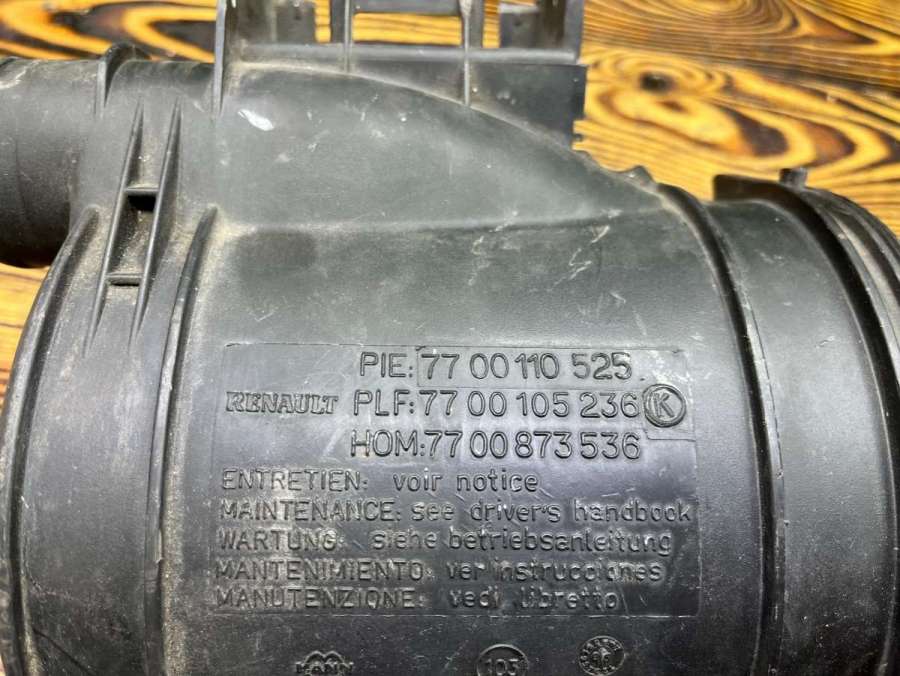 PIE: 77 00 110 525
RENAULT PLF: 77 00 105 236 K
HOM: 77 00 873 536
ENTRETIEN: voir notice
MAINTENANCE: see driver's handbook
WARTUNG: siehe betriebsanleitung
MANTENIMIENTO: ver instrucciones
MANUTENZIONE: vedi libretto
MANN 103